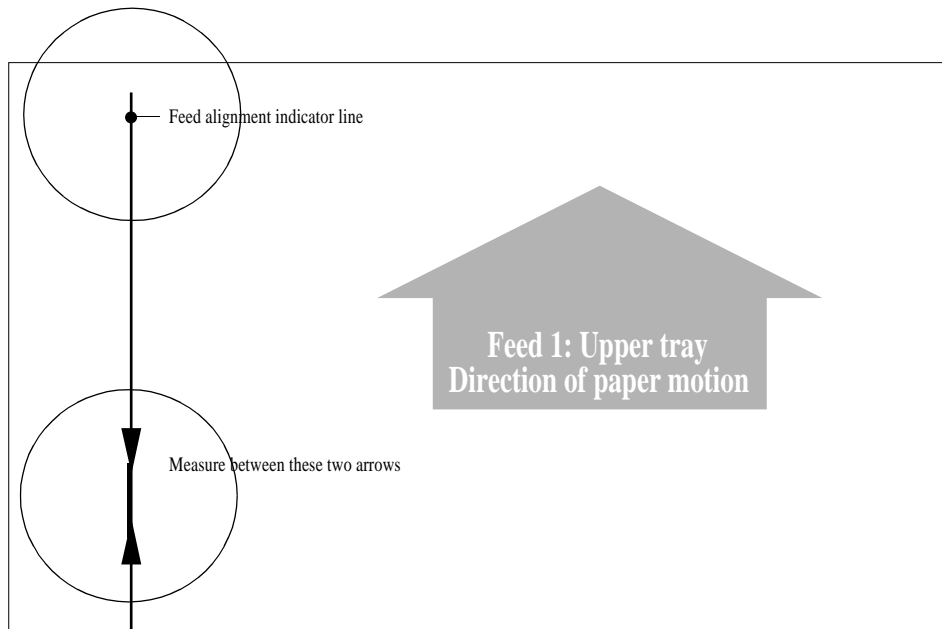 Feed alignment indicator line
Feed 1: Upper tray
Direction of paper motion
Measure between these two arrows